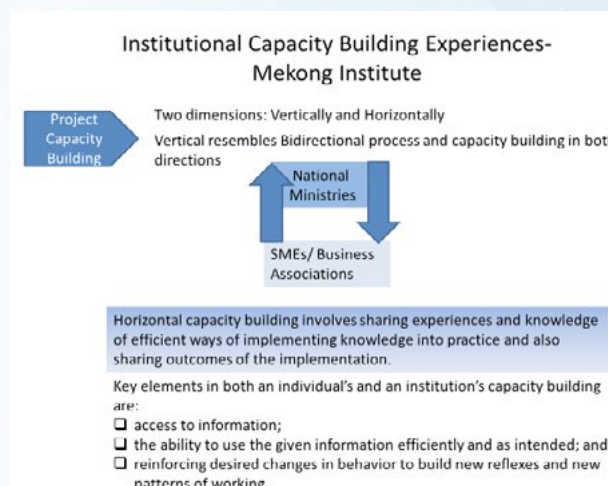 Institutional Capacity Building Experiences-
Mekong Institute
Project
Capacity
Building
Two dimensions: Vertically and Horizontally
Vertical resembles Bidirectional process and capacity building in bot
directions
National
Ministries
SMEs/ Business
Associations
Horizontal capacity building involves sharing experiences and knowledge
of efficient ways of implementing knowledge into practice and also
sharing outcomes of the implementation.
Key elements in both an individual's and an institution's capacity building
are:
❑ access to information;
❑ the ability to use the given information efficiently and as intended; and
❑ reinforcing desired changes in behavior to build new reflexes and new
patterns of working